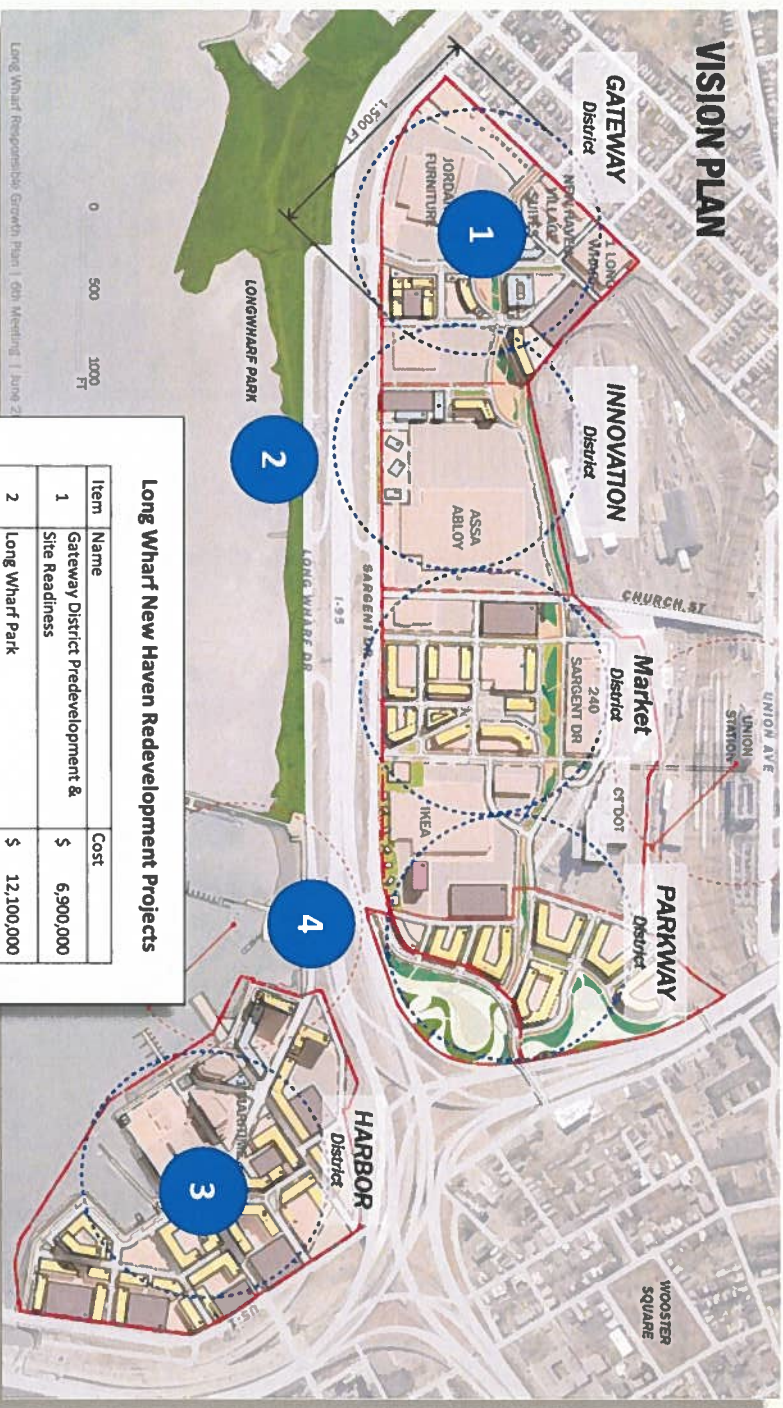 VISION PLAN
GATEWAY
District
1,500 FT
JORDAN
FURNITURE
NEW HAVEN
VILLAGE
SUITES
1 LONG
WHARF
1
INNOVATION
District
ASSA
ABLOY
LONGWHARF PARK
2
LONG WHARF DR
I-95
SARGENT DR
CHURCH ST
Market
District
240
SARGENT DR
UNION
STATION
UNION AVE
CT DOT
IKEA
PARKWAY
District
4
HARBOR
District
3
US-1
WOOSTER
SQUARE
0 500 1000
FT
Long Wharf Responsible Growth Plan | 6th Meeting | June 2
Long Wharf New Haven Redevelopment Projects
Item Name Cost
1 Gateway District Predevelopment &
Site Readiness $ 6,900,000
2 Long Wharf Park $ 12,100,000